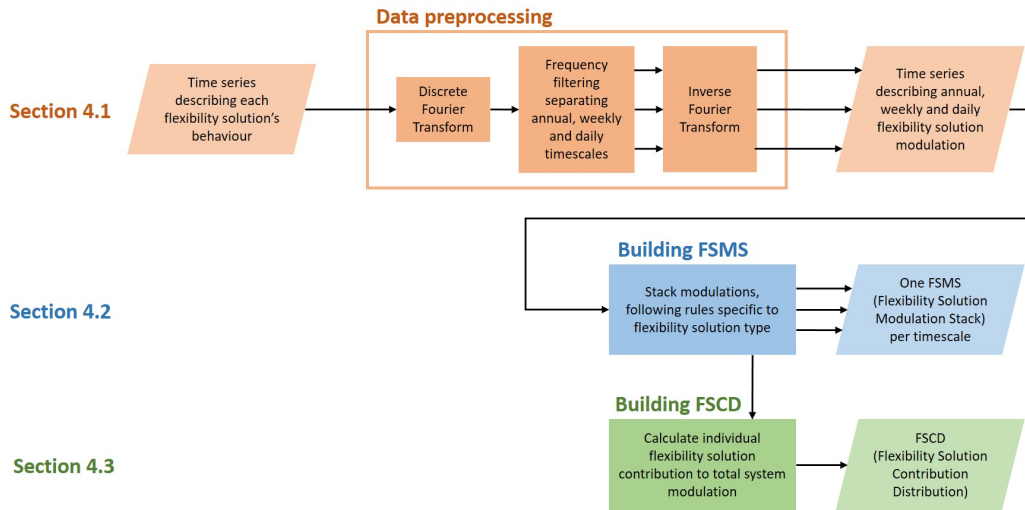 Data preprocessing
Section 4.1
Time series
describing each
flexibility solution's
behaviour
Discrete
Fourier
Transform
Frequency
filtering
separating
annual, weekly
and daily
timescales
Inverse
Fourier
Transform
Time series
describing annual,
weekly and daily
flexibility solution
modulation
Section 4.2
Building FSMS
Stack modulations,
following rules specific to
flexibility solution type
One FSMS
(Flexibility Solution
Modulation Stack)
per timescale
Section 4.3
Building FSCD
Calculate individual
flexibility solution
contribution to total system
modulation
FSCD
(Flexibility Solution
Contribution
Distribution)